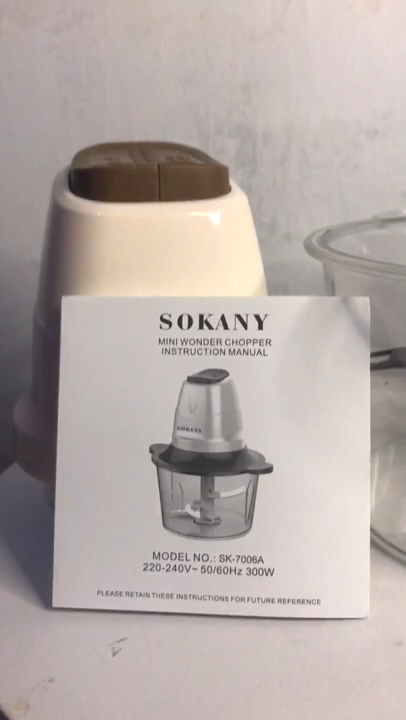 SOKANY
MINI WONDER CHOPPER
INSTRUCTION MANUAL
SOKANY
MODEL NO.: SK-7006A
220-240V~ 50/60Hz 300W
PLEASE RETAIN THESE INSTRUCTIONS FOR FUTURE REFERENCE